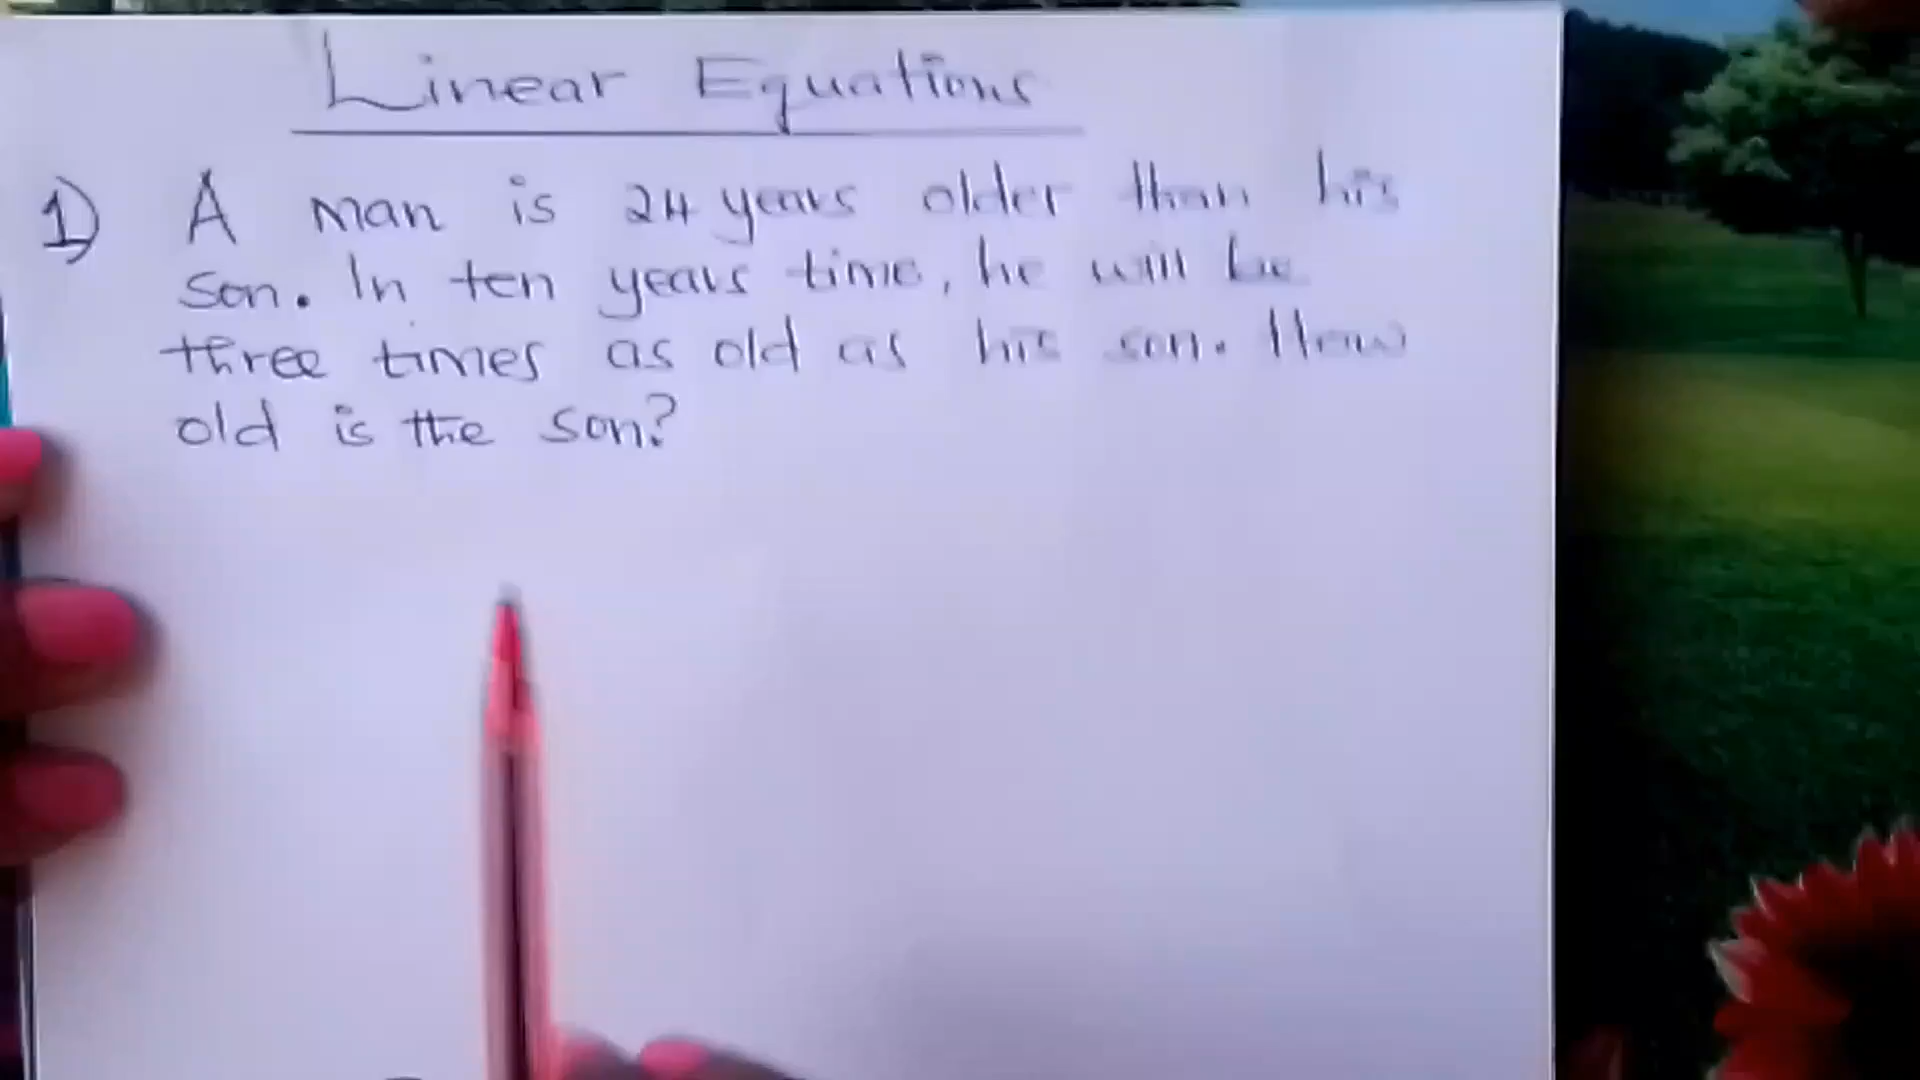 Linear Equations
1) A man is 24 years older than his
son. In ten years time, he will be
three times as old as his son. How
old is the son?